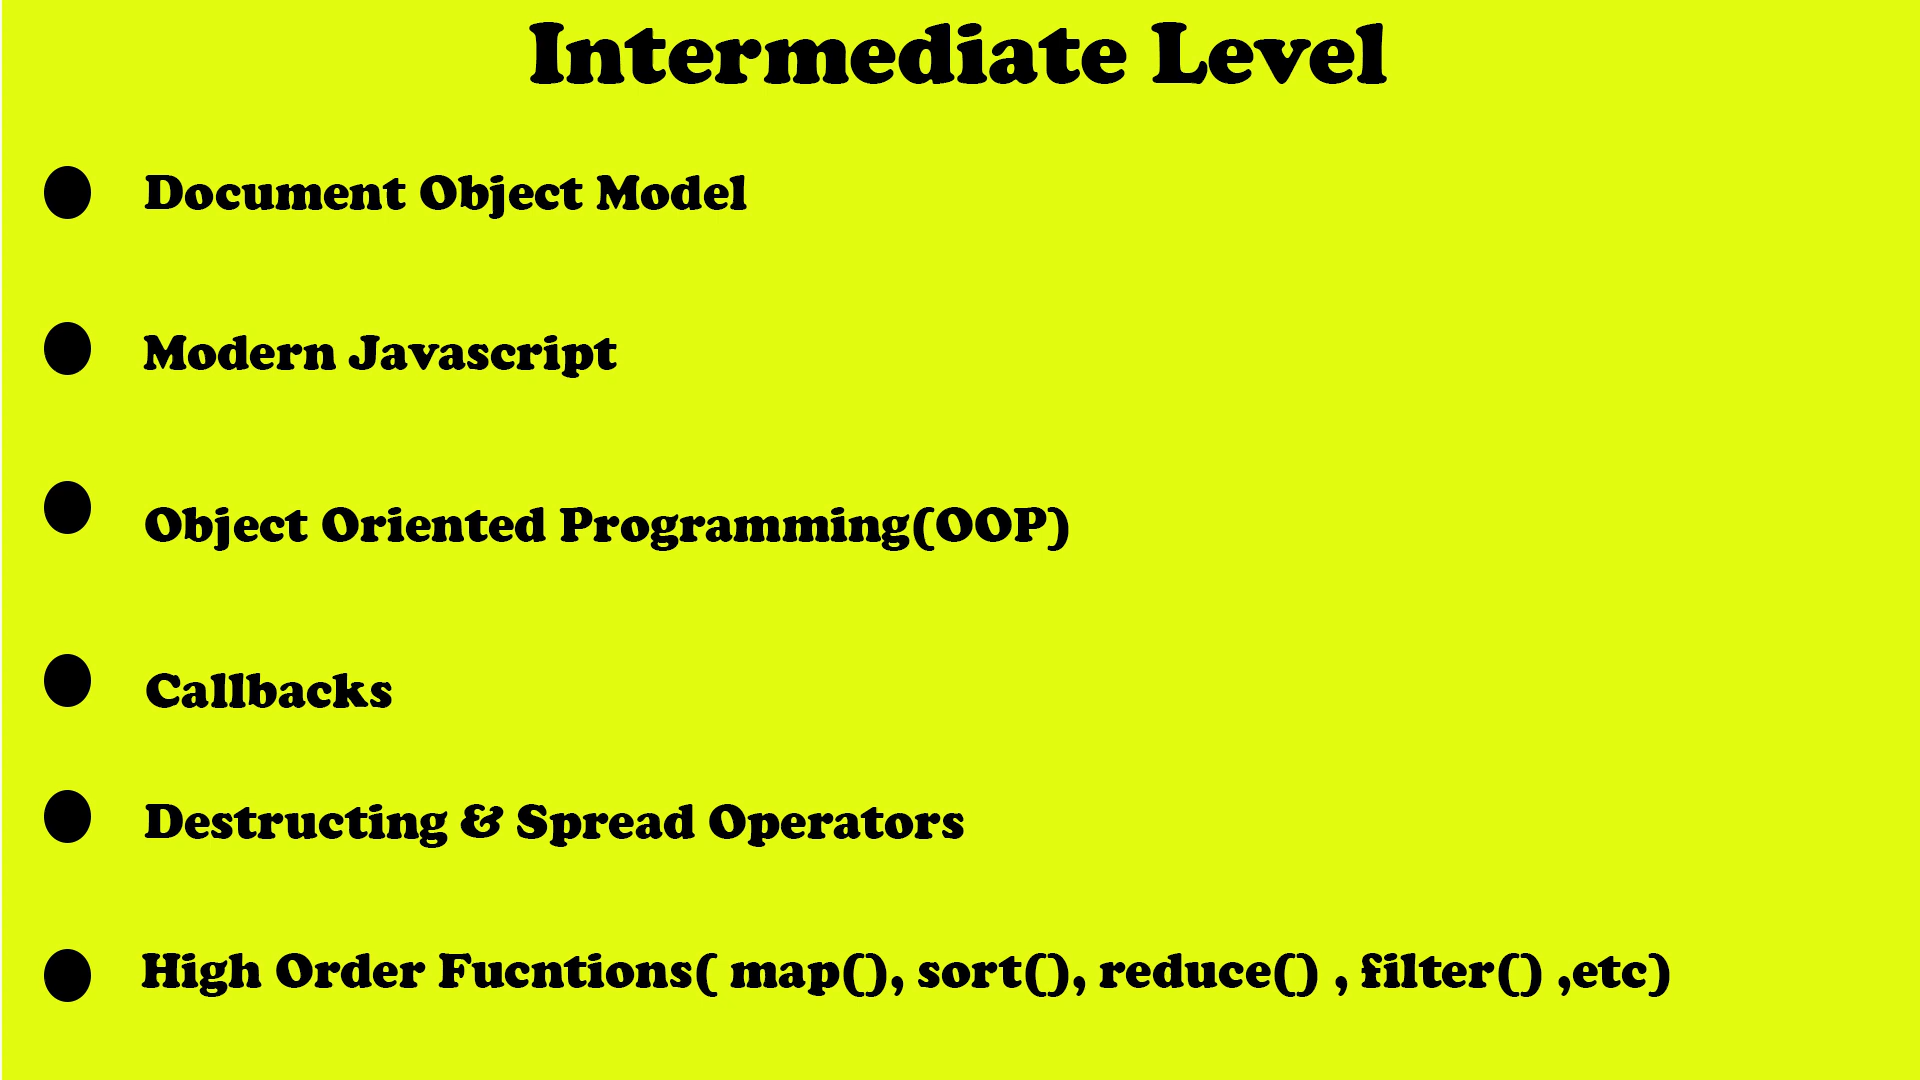 Intermediate Level
Document Object Model
Modern Javascript
Object Oriented Programming(OOP)
Callbacks
Destructing & Spread Operators
High Order Fucntions( map(), sort(), reduce() , filter() ,etc)